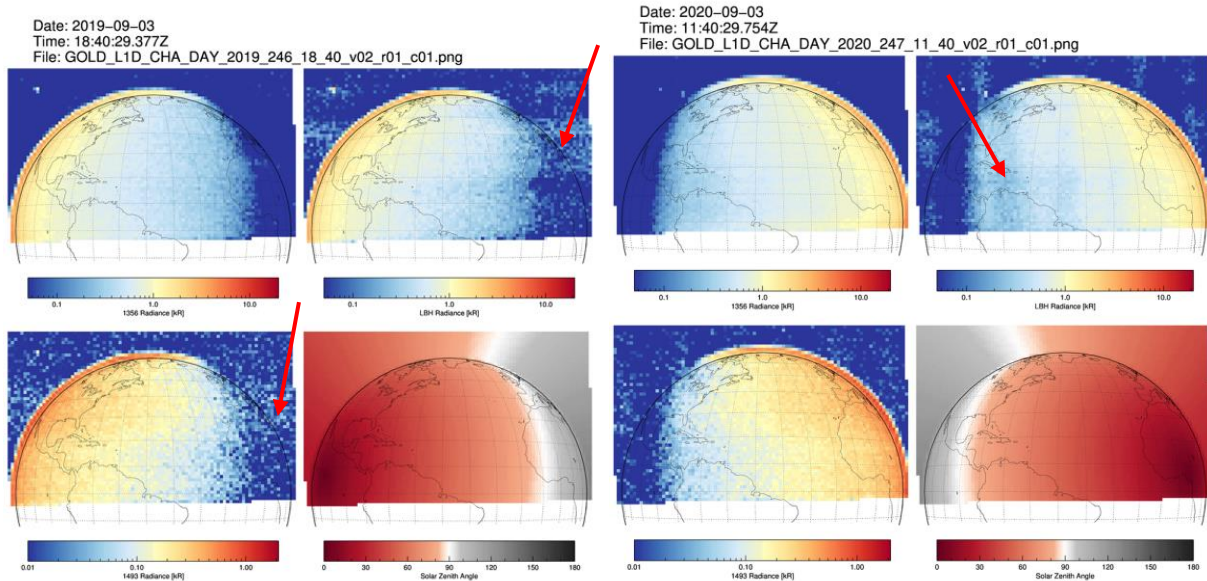 Date: 2019-09-03
Time: 18:40:29.377Z
File: GOLD_L1D_CHA_DAY_2019_246_18_40_v02_r01_c01.png
Date: 2020-09-03
Time: 11:40:29.754Z
File: GOLD_L1D_CHA_DAY_2020_247_11_40_v02_r01_c01.png
0.1 1.0 10.0
1356 Radiance [kR]
0.1 1.0 10.0
LBH Radiance [kR]
0.1 1.0 10.0
1356 Radiance [kR]
0.1 1.0 10.0
LBH Radiance [kR]
0.01 0.10 1.00
1493 Radiance [kR]
0 30 60 90 120 150 180
Solar Zenith Angle
0.01 0.10 1.00
1493 Radiance [kR]
0 30 60 90 120 150 180
Solar Zenith Angle